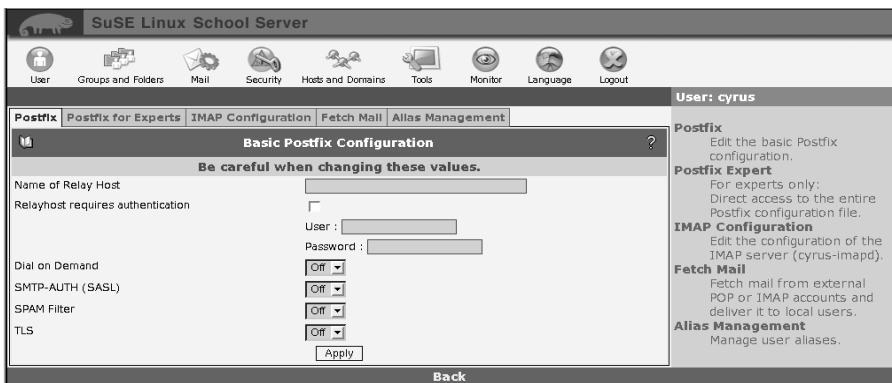 SuSE Linux School Server
User Groups and Folders Mail Security Hosts and Domains Tools Monitor Language Logout
User: cyrus
Postfix Postfix for Experts IMAP Configuration Fetch Mail Alias Management
Basic Postfix Configuration ?
Be careful when changing these values.
Name of Relay Host
Relayhost requires authentication
User :
Password :
Dial on Demand Off
SMTP-AUTH (SASL) Off
SPAM Filter Off
TLS Off
Apply
Postfix
Edit the basic Postfix
configuration.
Postfix Expert
For experts only:
Direct access to the entire
Postfix configuration file.
IMAP Configuration
Edit the configuration of the
IMAP server (cyrus-imapd).
Fetch Mail
Fetch mail from external
POP or IMAP accounts and
deliver it to local users.
Alias Management
Manage user aliases.
Back